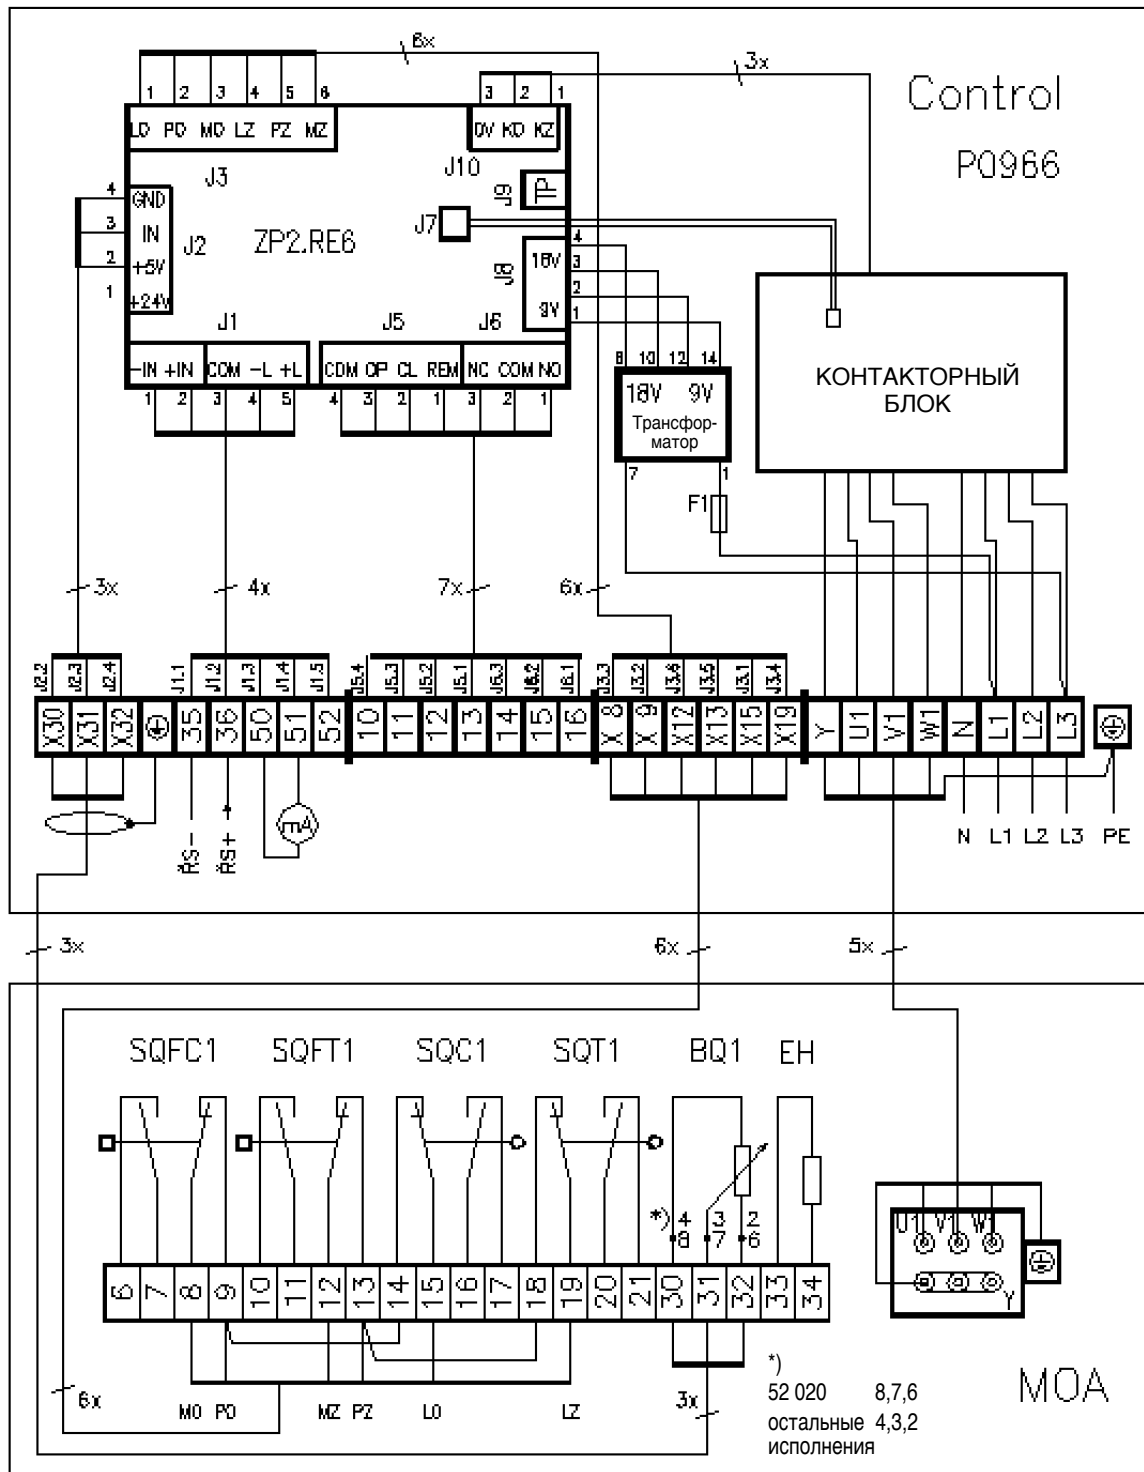 6x
3x
Control
P0966
1 2 3 4 5 6
3 2 1
LO PO MO LZ PZ MZ
0V KO KZ
J3
J10
J9
TP
4
GND
3
IN
J2
2
+5V
1
+24V
ZP2.RE6
J7
J8
18V
9V
4
3
2
1
J1
J5
J6
-IN +IN COM -L +L
COM OP CL REM NC COM NO
1 2 3 4 5
4 3 2 1 3 2 1
8 10 12 14
18V 9V
Трансфор-
матор
7 1
F1
КОНТАКТОРНЫЙ
БЛОК
3x
4x
7x
6x
J2.2 J2.3 J2.4 J1.1 J1.2 J1.3 J1.4 J1.5 J5.4 J5.3 J5.2 J5.1 J6.3 J6.2 J6.1 J3.3 J3.2 J3.6 J3.5 J3.1 J3.4
X30 X31 X32 35 36 50 51 52 10 11 12 13 14 15 16 X8 X9 X12 X13 X15 X19 Y U1 V1 W1 N L1 L2 L3
RS- RS+
mA
N L1 L2 L3 PE
3x
6x
5x
SQFC1 SQFT1 SQC1 SQT1 BQ1 EH
*) 4 3 2
8 7 6
U1 V1 W1
Y
6 7 8 9 10 11 12 13 14 15 16 17 18 19 20 21 30 31 32 33 34
6x
MO PO MZ PZ LO LZ
3x
*)
52 020 8,7,6
остальные 4,3,2
исполнения
MOA